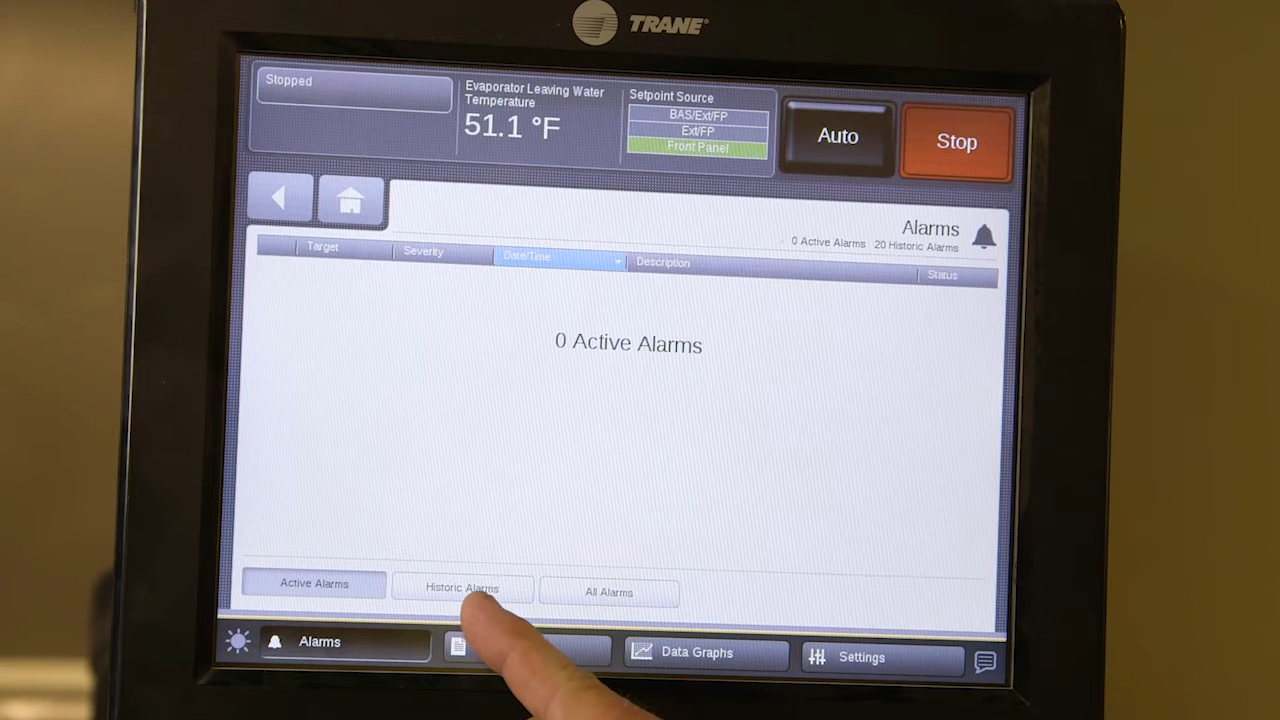 TRANE
Stopped
Evaporator Leaving Water
Temperature
51.1 °F
Setpoint Source
BAS/Ext/FP
Ext/FP
Front Panel
Auto
Stop
Alarms
0 Active Alarms 20 Historic Alarms
Target Severity Date/Time Description Status
0 Active Alarms
Active Alarms Historic Alarms All Alarms
Alarms Data Graphs Settings